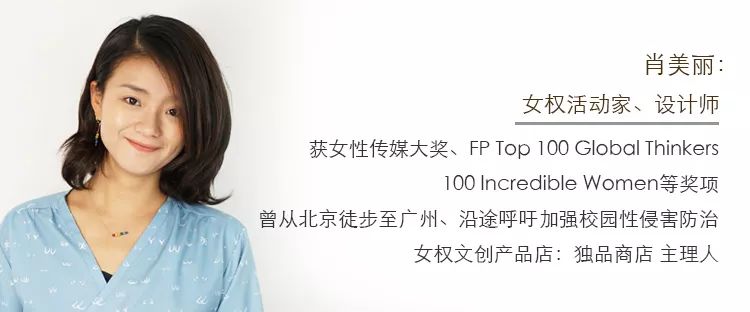 肖美丽:
女权活动家、设计师
获女性传媒大奖、FP Top 100 Global Thinkers
100 Incredible Women等奖项
曾从北京徒步至广州、沿途呼吁加强校园性侵害防治
女权文创产品店：独品商店 主理人